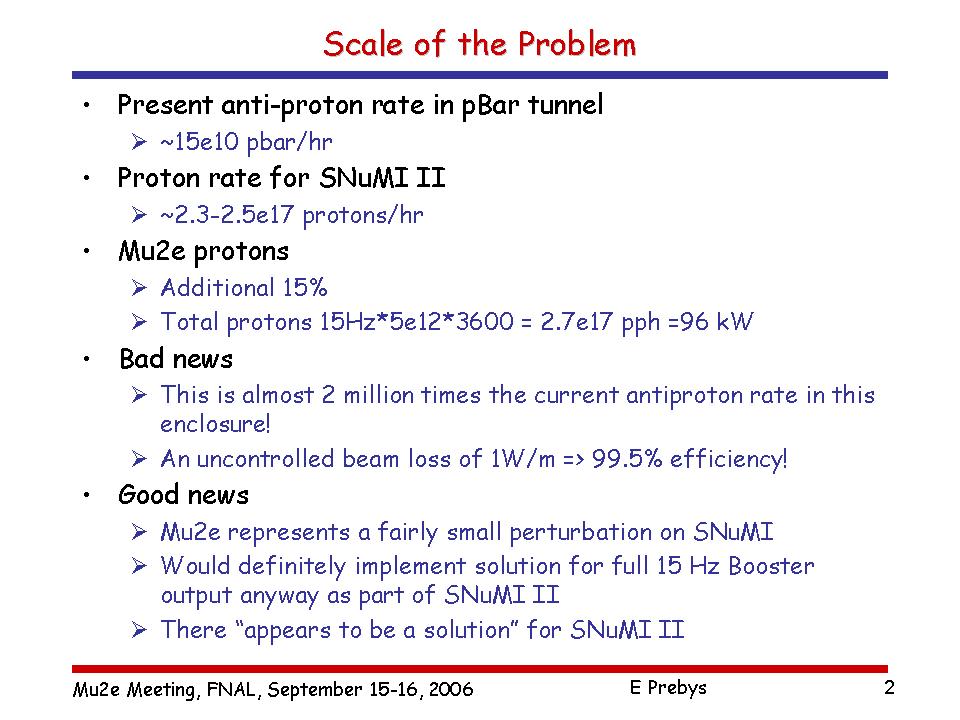 Scale of the Problem
• Present anti-proton rate in pBar tunnel
➢ ~15e10 pbar/hr
• Proton rate for SNuMI II
➢ ~2.3-2.5e17 protons/hr
• Mu2e protons
➢ Additional 15%
➢ Total protons 15Hz*5e12*3600 = 2.7e17 pph =96 kW
• Bad news
➢ This is almost 2 million times the current antiproton rate in this
enclosure!
➢ An uncontrolled beam loss of 1W/m => 99.5% efficiency!
• Good news
➢ Mu2e represents a fairly small perturbation on SNuMI
➢ Would definitely implement solution for full 15 Hz Booster
output anyway as part of SNuMI II
➢ There “appears to be a solution” for SNuMI II
Mu2e Meeting, FNAL, September 15-16, 2006 E Prebys 2